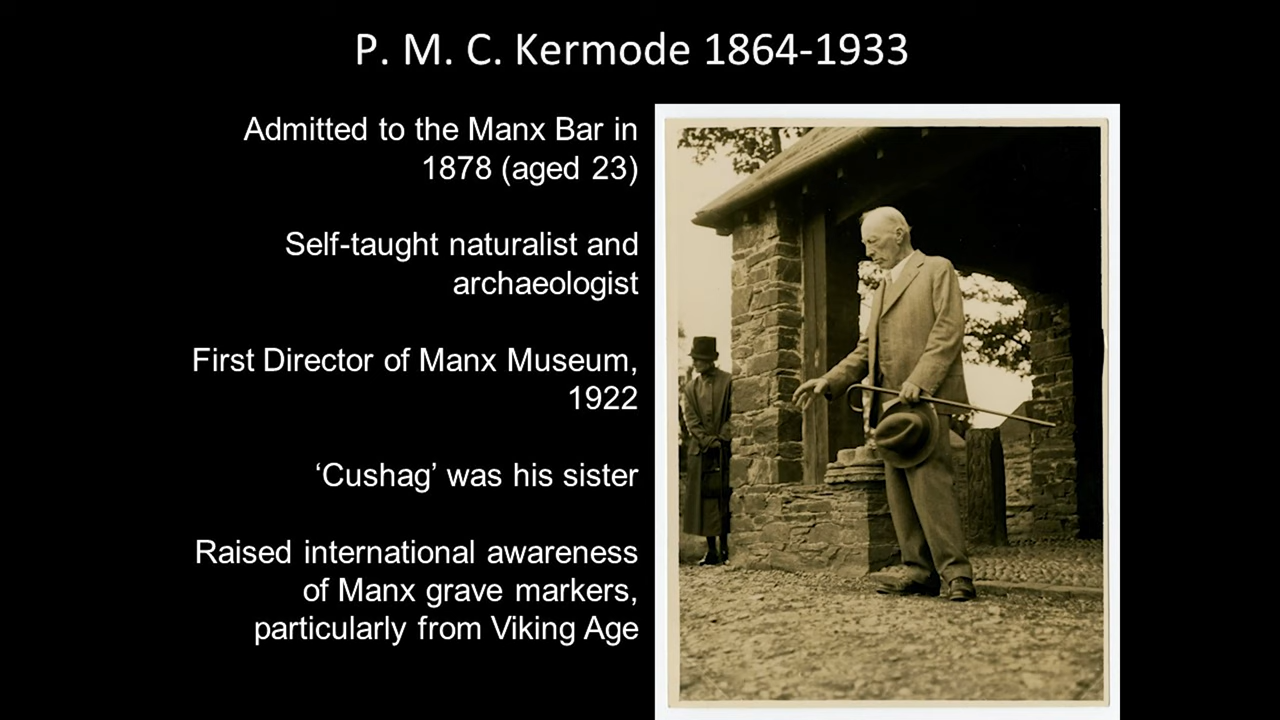 P. M. C. Kermode 1864-1933
Admitted to the Manx Bar in
1878 (aged 23)
Self-taught naturalist and
archaeologist
First Director of Manx Museum,
1922
‘Cushag’ was his sister
Raised international awareness
of Manx grave markers,
particularly from Viking Age